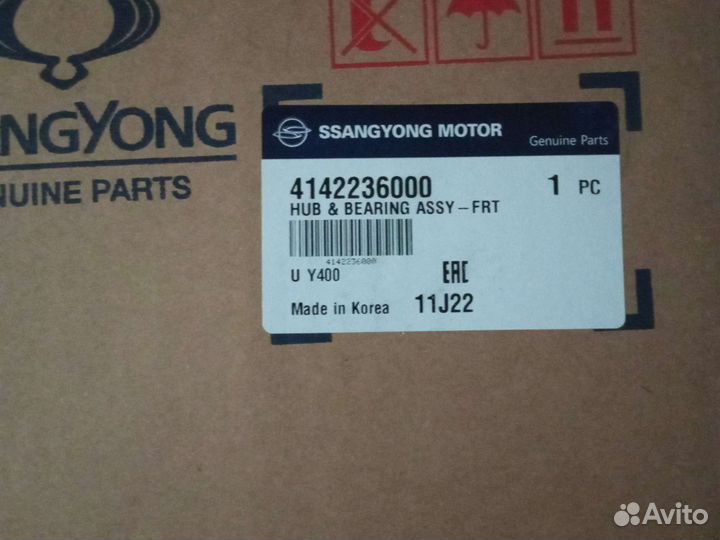 NGYONG
NUINE PARTS
SSANGYONG MOTOR
Genuine Parts
4142236000
1 PC
HUB & BEARING ASSY-FRT
4142236000
U Y400
EAC
Made in Korea
11J22
Avito